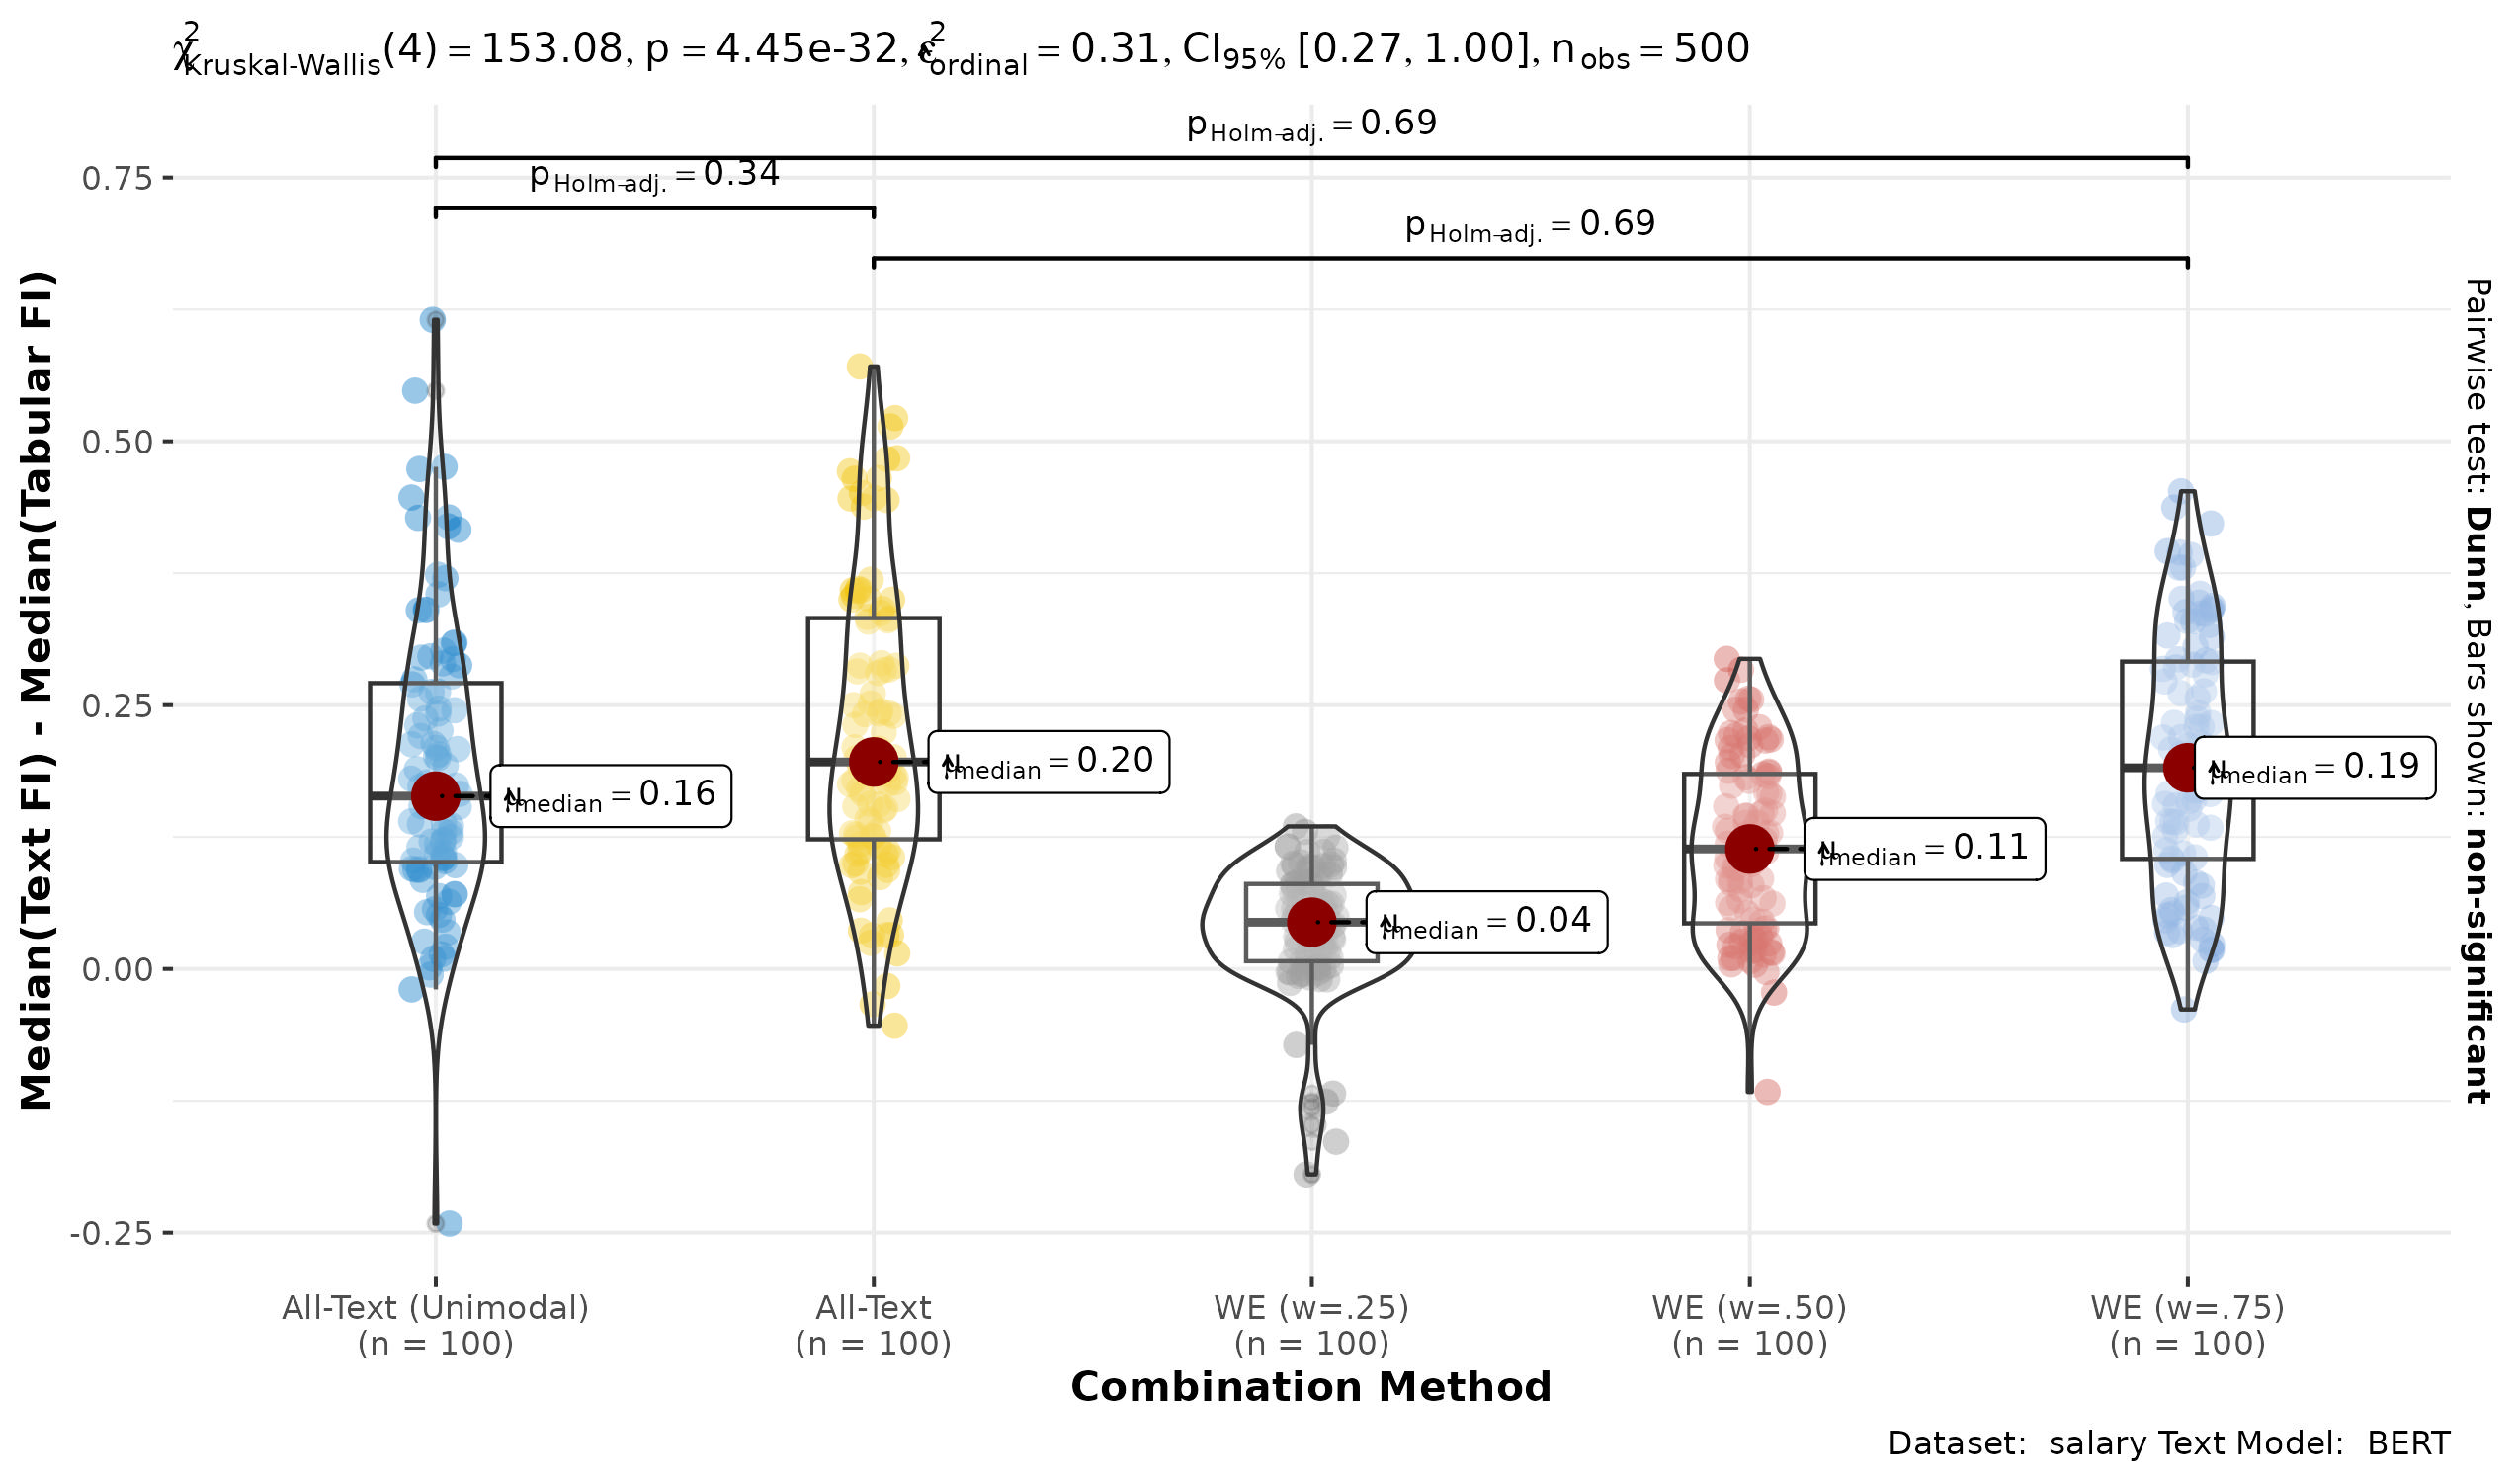 χ²Kruskal-Wallis(4) = 153.08, p = 4.45e-32, ε²ordinal = 0.31, CI95% [0.27, 1.00], nobs = 500
pHolm-adj. = 0.69
pHolm-adj. = 0.34
pHolm-adj. = 0.69
0.75
0.50
0.25
0.00
-0.25
Median(Text FI) - Median(Tabular FI)
μ̂median = 0.16
μ̂median = 0.20
μ̂median = 0.04
μ̂median = 0.11
μ̂median = 0.19
Pairwise test: Dunn, Bars shown: non-significant
All-Text (Unimodal)
(n = 100)
All-Text
(n = 100)
WE (w=.25)
(n = 100)
WE (w=.50)
(n = 100)
WE (w=.75)
(n = 100)
Combination Method
Dataset: salary Text Model: BERT